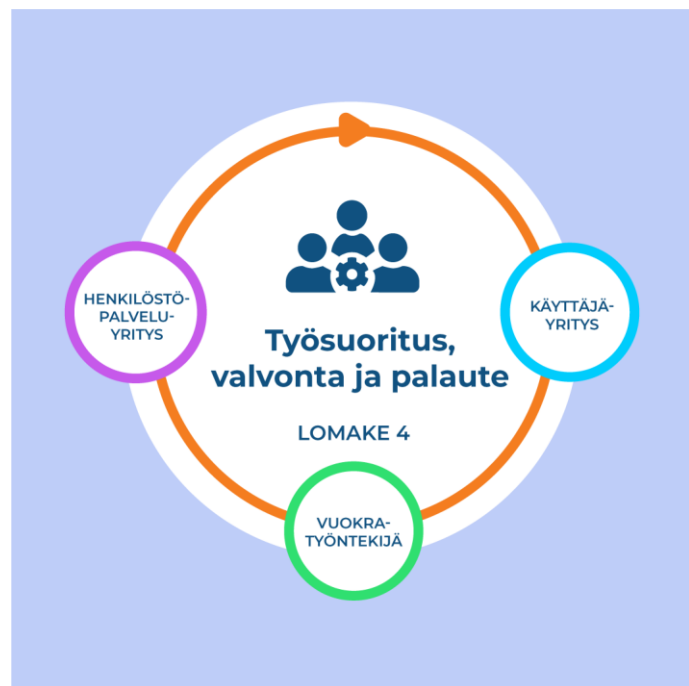 HENKILÖSTÖ-
PALVELU-
YRITYS
KÄYTTÄJÄ-
YRITYS
Työsuoritus,
valvonta ja palaute
LOMAKE 4
VUOKRA-
TYÖNTEKIJÄ